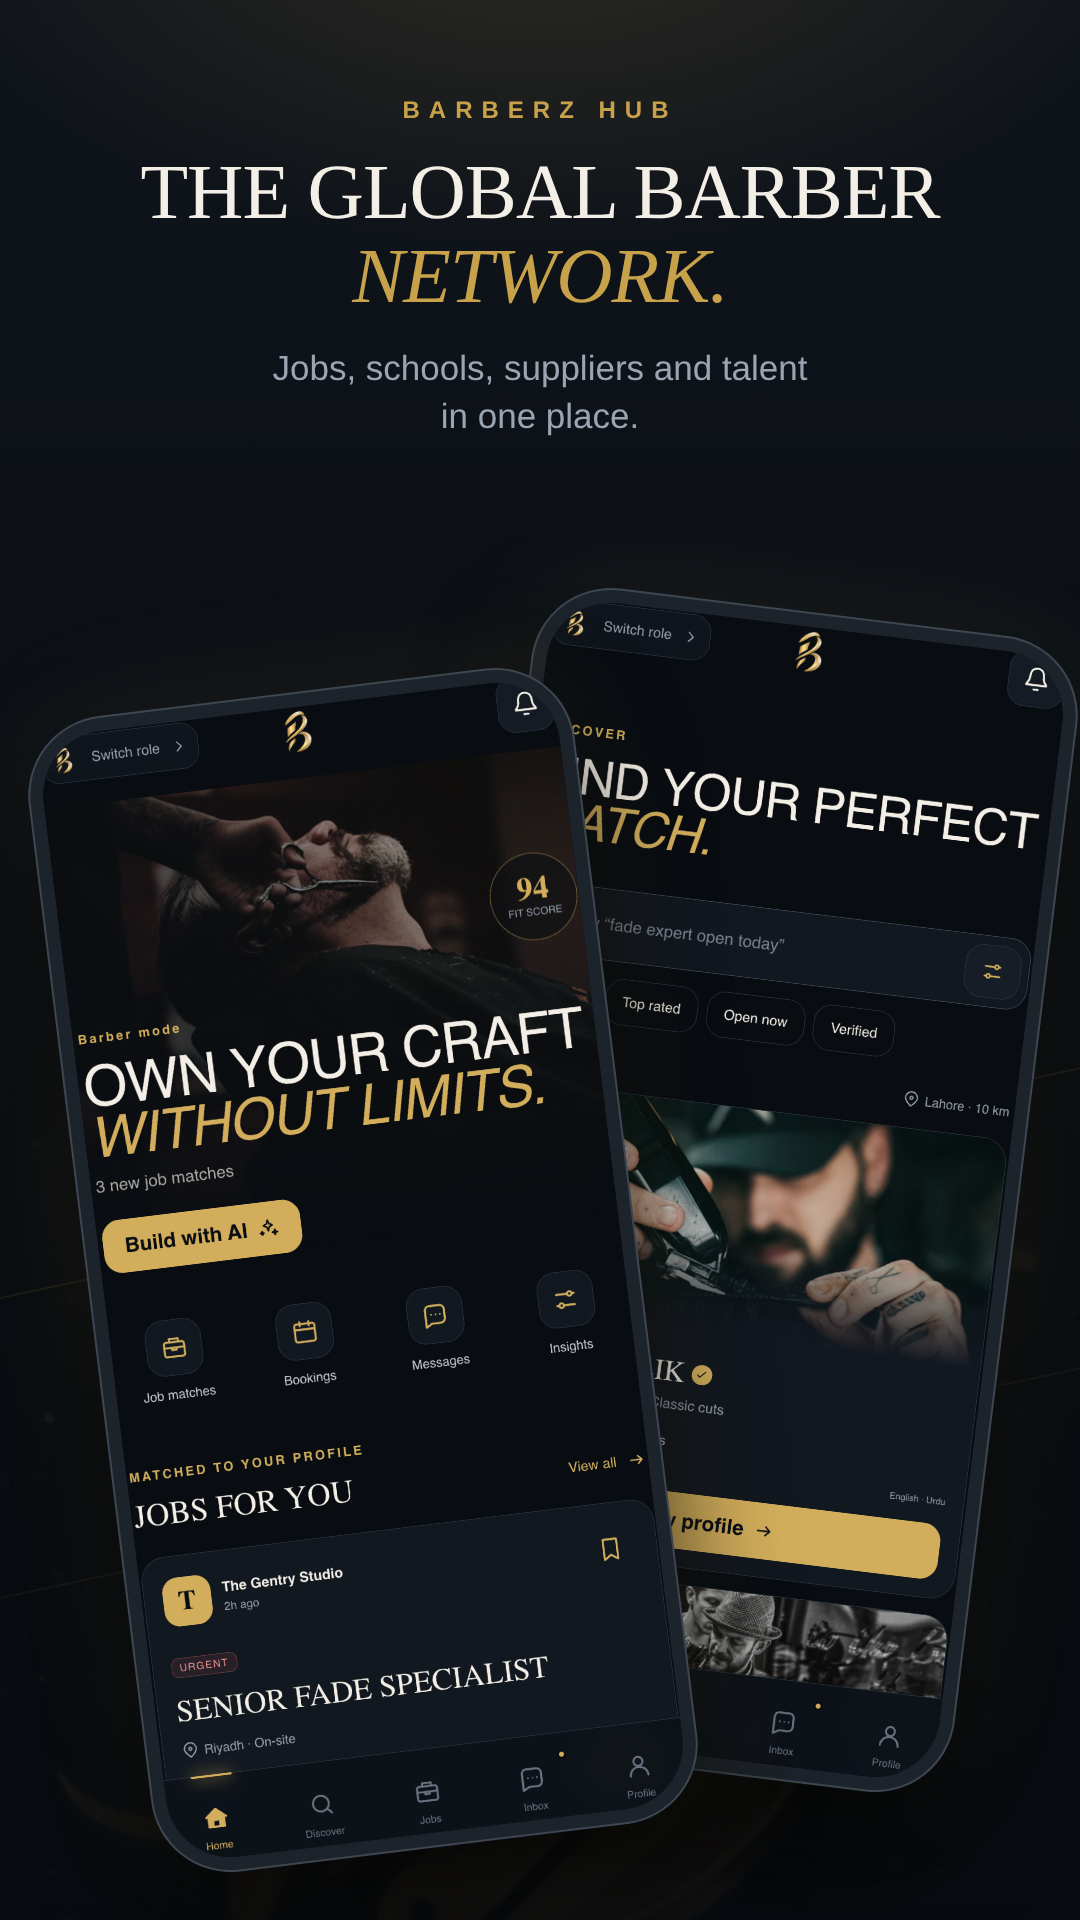 BARBERZ HUB
THE GLOBAL BARBER
NETWORK.
Jobs, schools, suppliers and talent
in one place.
Switch role
94
FIT SCORE
Barber mode
OWN YOUR CRAFT
WITHOUT LIMITS.
3 new job matches
Build with AI
Job matches
Bookings
Messages
Insights
MATCHED TO YOUR PROFILE
JOBS FOR YOU
View all
T
The Gentry Studio
2h ago
URGENT
SENIOR FADE SPECIALIST
Riyadh · On-site
Home
Discover
Jobs
Inbox
Profile
Switch role
COVER
ND YOUR PERFECT
ATCH.
“fade expert open today”
Top rated
Open now
Verified
Lahore · 10 km
IK
Classic cuts
s
English · Urdu
profile
Inbox
Profile